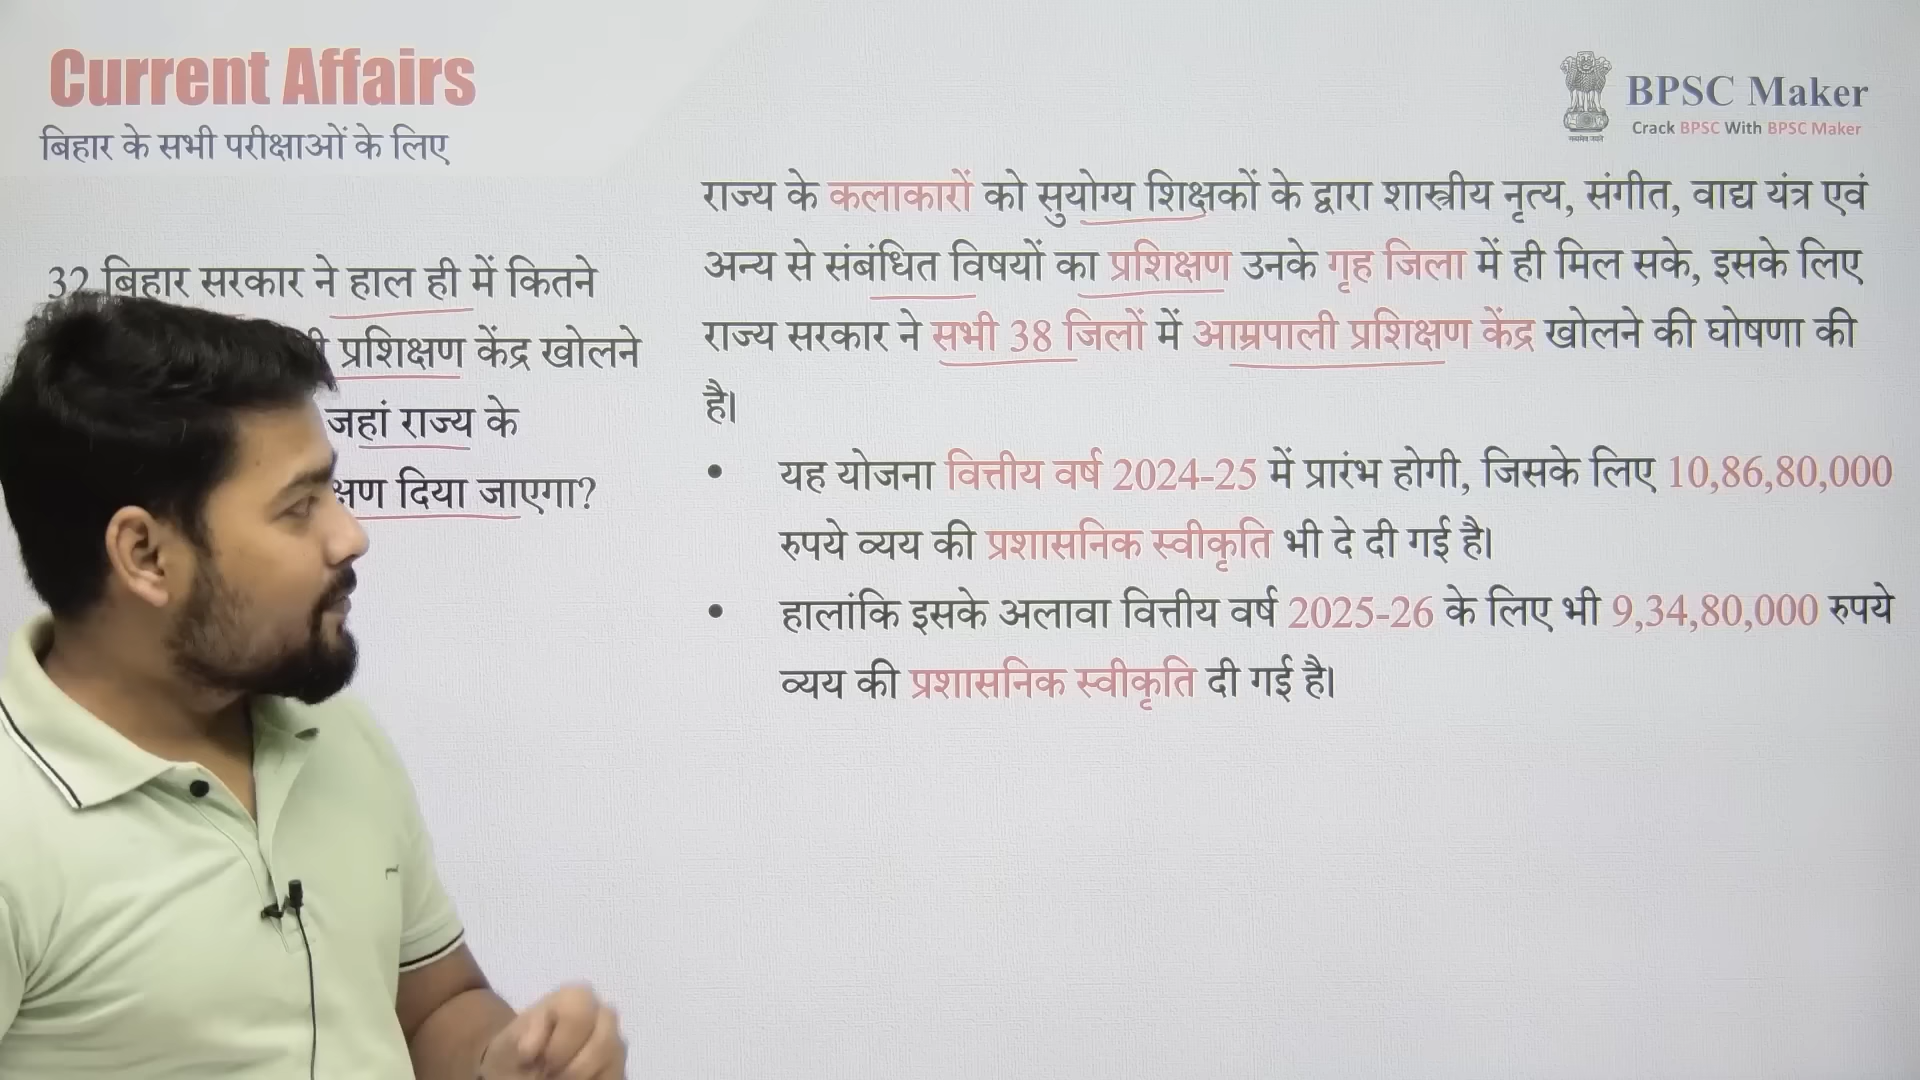 Current Affairs
बिहार के सभी परीक्षाओं के लिए
BPSC Maker
Crack BPSC With BPSC Maker
32 बिहार सरकार ने हाल ही में कितने
प्रशिक्षण केंद्र खोलने
जहां राज्य के
दिया जाएगा?
राज्य के कलाकारों को सुयोग्य शिक्षकों के द्वारा शास्त्रीय नृत्य, संगीत, वाद्य यंत्र एवं
अन्य से संबंधित विषयों का प्रशिक्षण उनके गृह जिला में ही मिल सके, इसके लिए
राज्य सरकार ने सभी 38 जिलों में आम्रपाली प्रशिक्षण केंद्र खोलने की घोषणा की
है।
• यह योजना वित्तीय वर्ष 2024-25 में प्रारंभ होगी, जिसके लिए 10,86,80,000
रुपये व्यय की प्रशासनिक स्वीकृति भी दे दी गई है।
• हालांकि इसके अलावा वित्तीय वर्ष 2025-26 के लिए भी 9,34,80,000 रुपये
व्यय की प्रशासनिक स्वीकृति दी गई है।